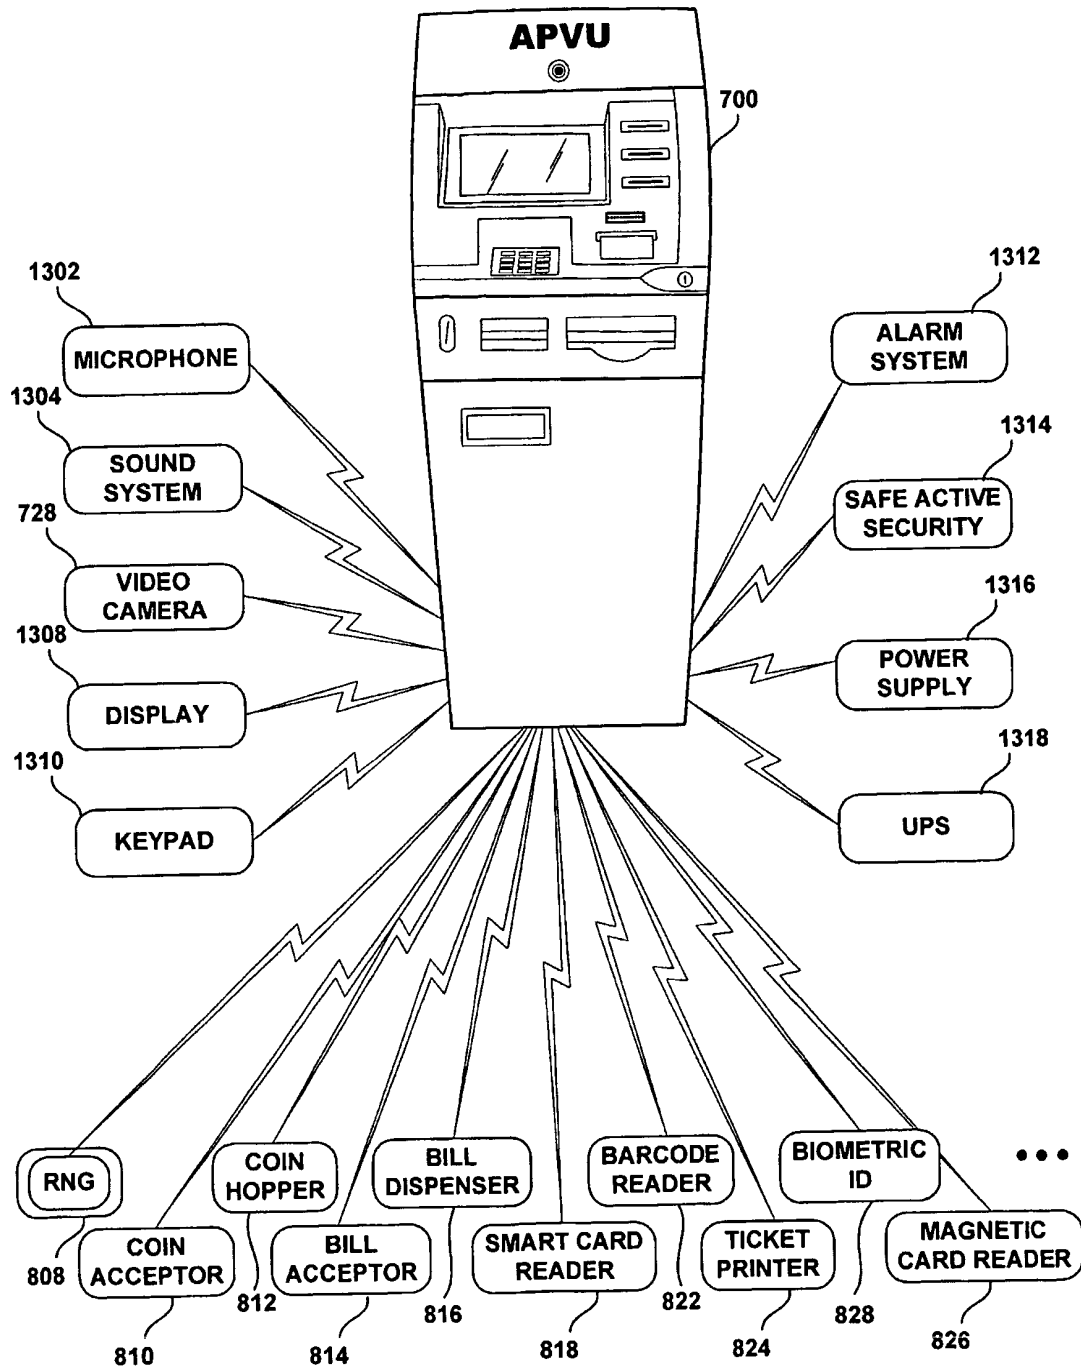 APVU
700
1302
MICROPHONE
1304
SOUND
SYSTEM
728
VIDEO
CAMERA
1308
DISPLAY
1310
KEYPAD
1312
ALARM
SYSTEM
1314
SAFE ACTIVE
SECURITY
1316
POWER
SUPPLY
1318
UPS
RNG
808
COIN
ACCEPTOR
810
COIN
HOPPER
812
BILL
ACCEPTOR
814
BILL
DISPENSER
816
SMART CARD
READER
818
BARCODE
READER
822
TICKET
PRINTER
824
BIOMETRIC
ID
828
MAGNETIC
CARD READER
826